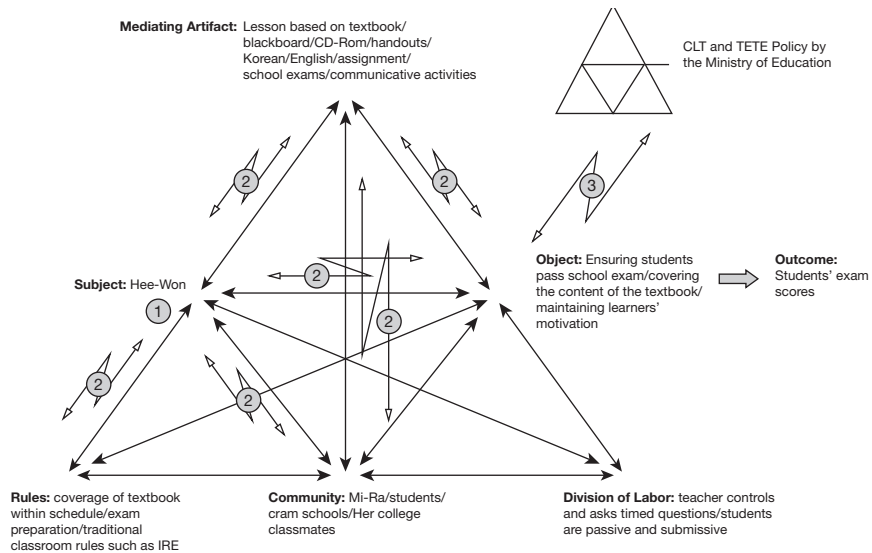 Mediating Artifact: Lesson based on textbook/
blackboard/CD-Rom/handouts/
Korean/English/assignment/
school exams/communicative activities
CLT and TETE Policy by
the Ministry of Education
2
2
3
2
Subject: Hee-Won
1
Object: Ensuring students
pass school exam/covering
the content of the textbook/
maintaining learners'
motivation
Outcome:
Students' exam
scores
2
2
2
Rules: coverage of textbook
within schedule/exam
preparation/traditional
classroom rules such as IRE
Community: Mi-Ra/students/
cram schools/Her college
classmates
Division of Labor: teacher controls
and asks timed questions/students
are passive and submissive